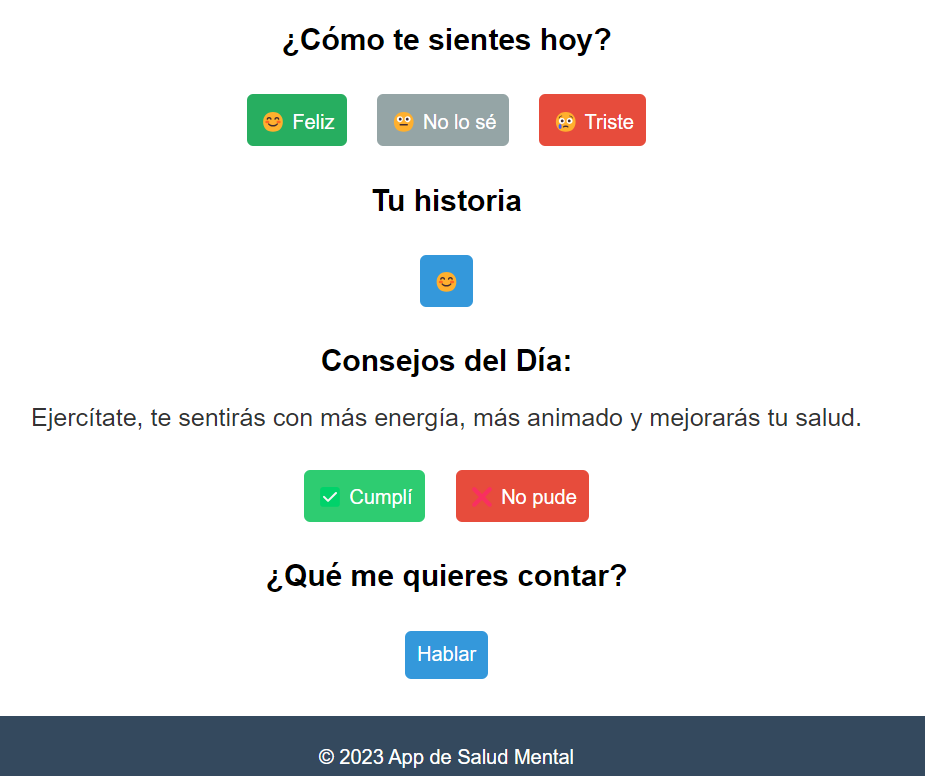 ¿Cómo te sientes hoy?
😊 Feliz 😐 No lo sé 😢 Triste
Tu historia
😊
Consejos del Día:
Ejercítate, te sentirás con más energía, más animado y mejorarás tu salud.
✅ Cumplí ❌ No pude
¿Qué me quieres contar?
Hablar
© 2023 App de Salud Mental